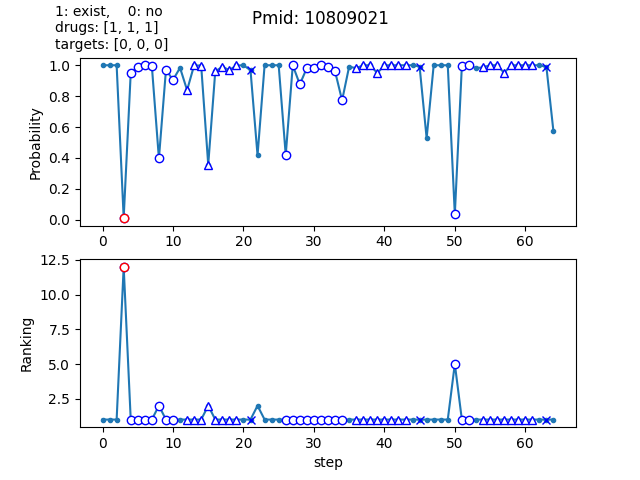 1: exist,    0: no
drugs: [1, 1, 1]
targets: [0, 0, 0]
Pmid: 10809021
1.0
0.8
0.6
0.4
0.2
0.0
Probability
0 10 20 30 40 50 60
12.5
10.0
7.5
5.0
2.5
Ranking
0 10 20 30 40 50 60
step